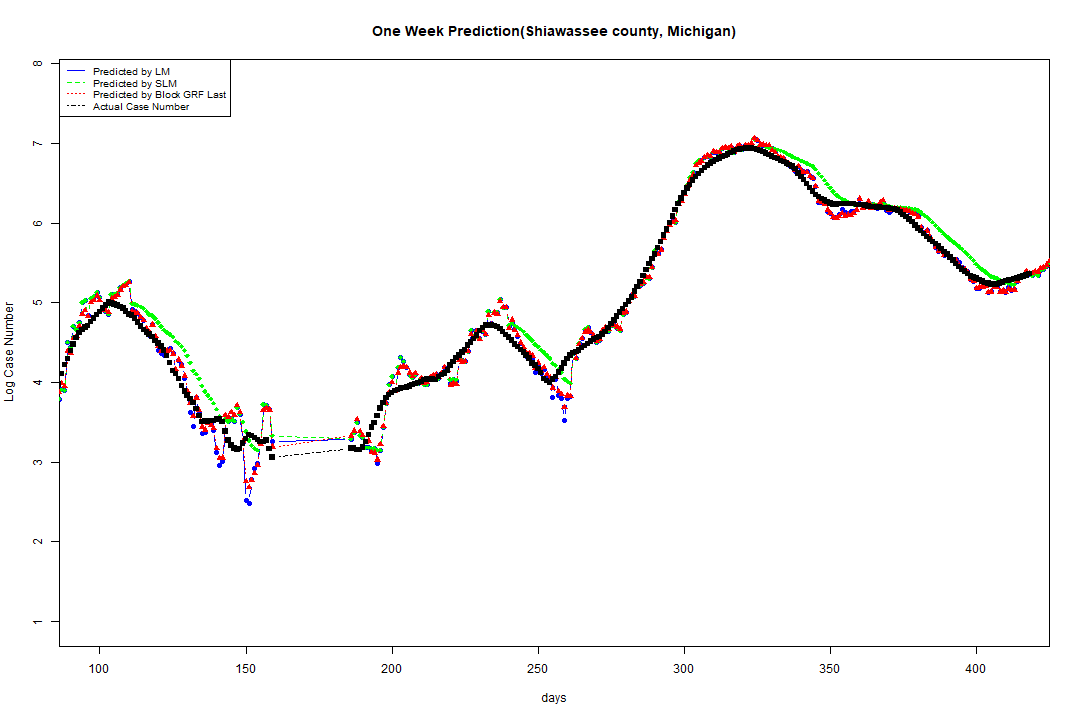 One Week Prediction(Shiawassee county, Michigan)
Predicted by LM
Predicted by SLM
Predicted by Block GRF Last
Actual Case Number
Log Case Number
8
7
6
5
4
3
2
1
100 150 200 250 300 350 400
days